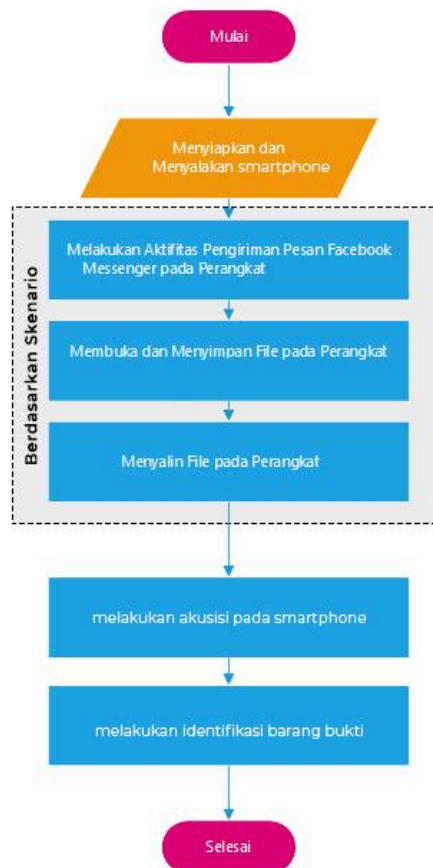 Mulai
Menyiapkan dan
Menyalakan smartphone
Berdasarkan Skenario
Melakukan Aktifitas Pengiriman Pesan Facebook
Messenger pada Perangkat
Membuka dan Menyimpan File pada Perangkat
Menyalin File pada Perangkat
melakukan akusisi pada smartphone
melakukan identifikasi barang bukti
Selesai